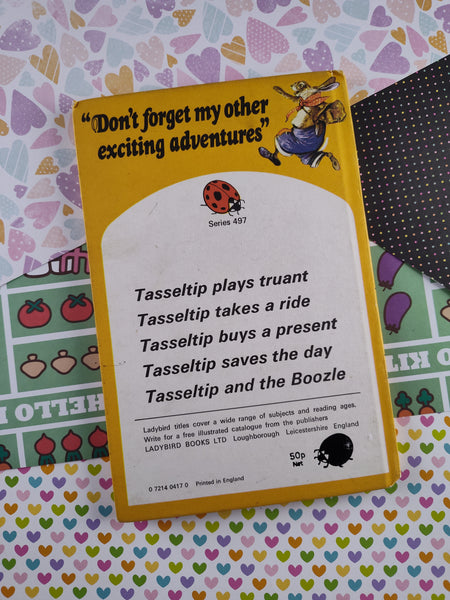 "Don't forget my other
exciting adventures"
Series 497
Tasseltip plays truant
Tasseltip takes a ride
Tasseltip buys a present
Tasseltip saves the day
Tasseltip and the Boozle
Ladybird titles cover a wide range of subjects and reading ages.
Write for a free illustrated catalogue from the publishers
LADYBIRD BOOKS LTD Loughborough Leicestershire England
50p
Net
0 7214 0417 0 Printed in England
HELLO
O KIT